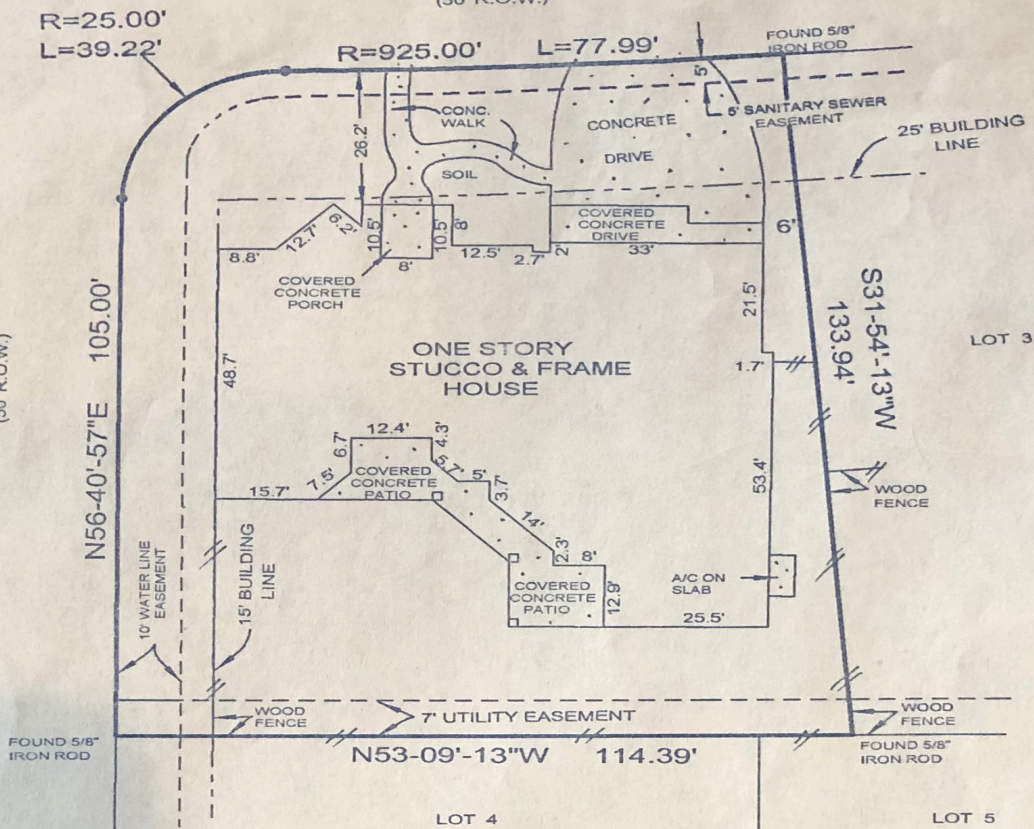 (50' R.O.W.)
R=25.00'
L=39.22'
R=925.00' L=77.99'
FOUND 5/8"
IRON ROD
5'
5' SANITARY SEWER
EASEMENT
CONC.
WALK
CONCRETE
DRIVE
25' BUILDING
LINE
26.2'
SOIL
COVERED
CONCRETE
DRIVE
33'
6'
8.8'
12.7'
6.2'
10.5'
8'
10.5'
8'
12.5'
2.7'
2'
COVERED
CONCRETE
PORCH
21.5'
(50' R.O.W.)
N56-40'-57"E 105.00'
48.7'
ONE STORY
STUCCO & FRAME
HOUSE
1.7'
S31-54'-13"W
133.94'
LOT 3
12.4'
6.7'
4.3'
7.5'
COVERED
CONCRETE
PATIO
5.7'
5'
3.7'
15.7'
14'
2.3'
8'
53.4'
WOOD
FENCE
10' WATER LINE
EASEMENT
15' BUILDING
LINE
COVERED
CONCRETE
PATIO
12.9'
A/C ON
SLAB
25.5'
WOOD
FENCE
7' UTILITY EASEMENT
WOOD
FENCE
FOUND 5/8"
IRON ROD
N53-09'-13"W 114.39'
FOUND 5/8"
IRON ROD
LOT 4
LOT 5